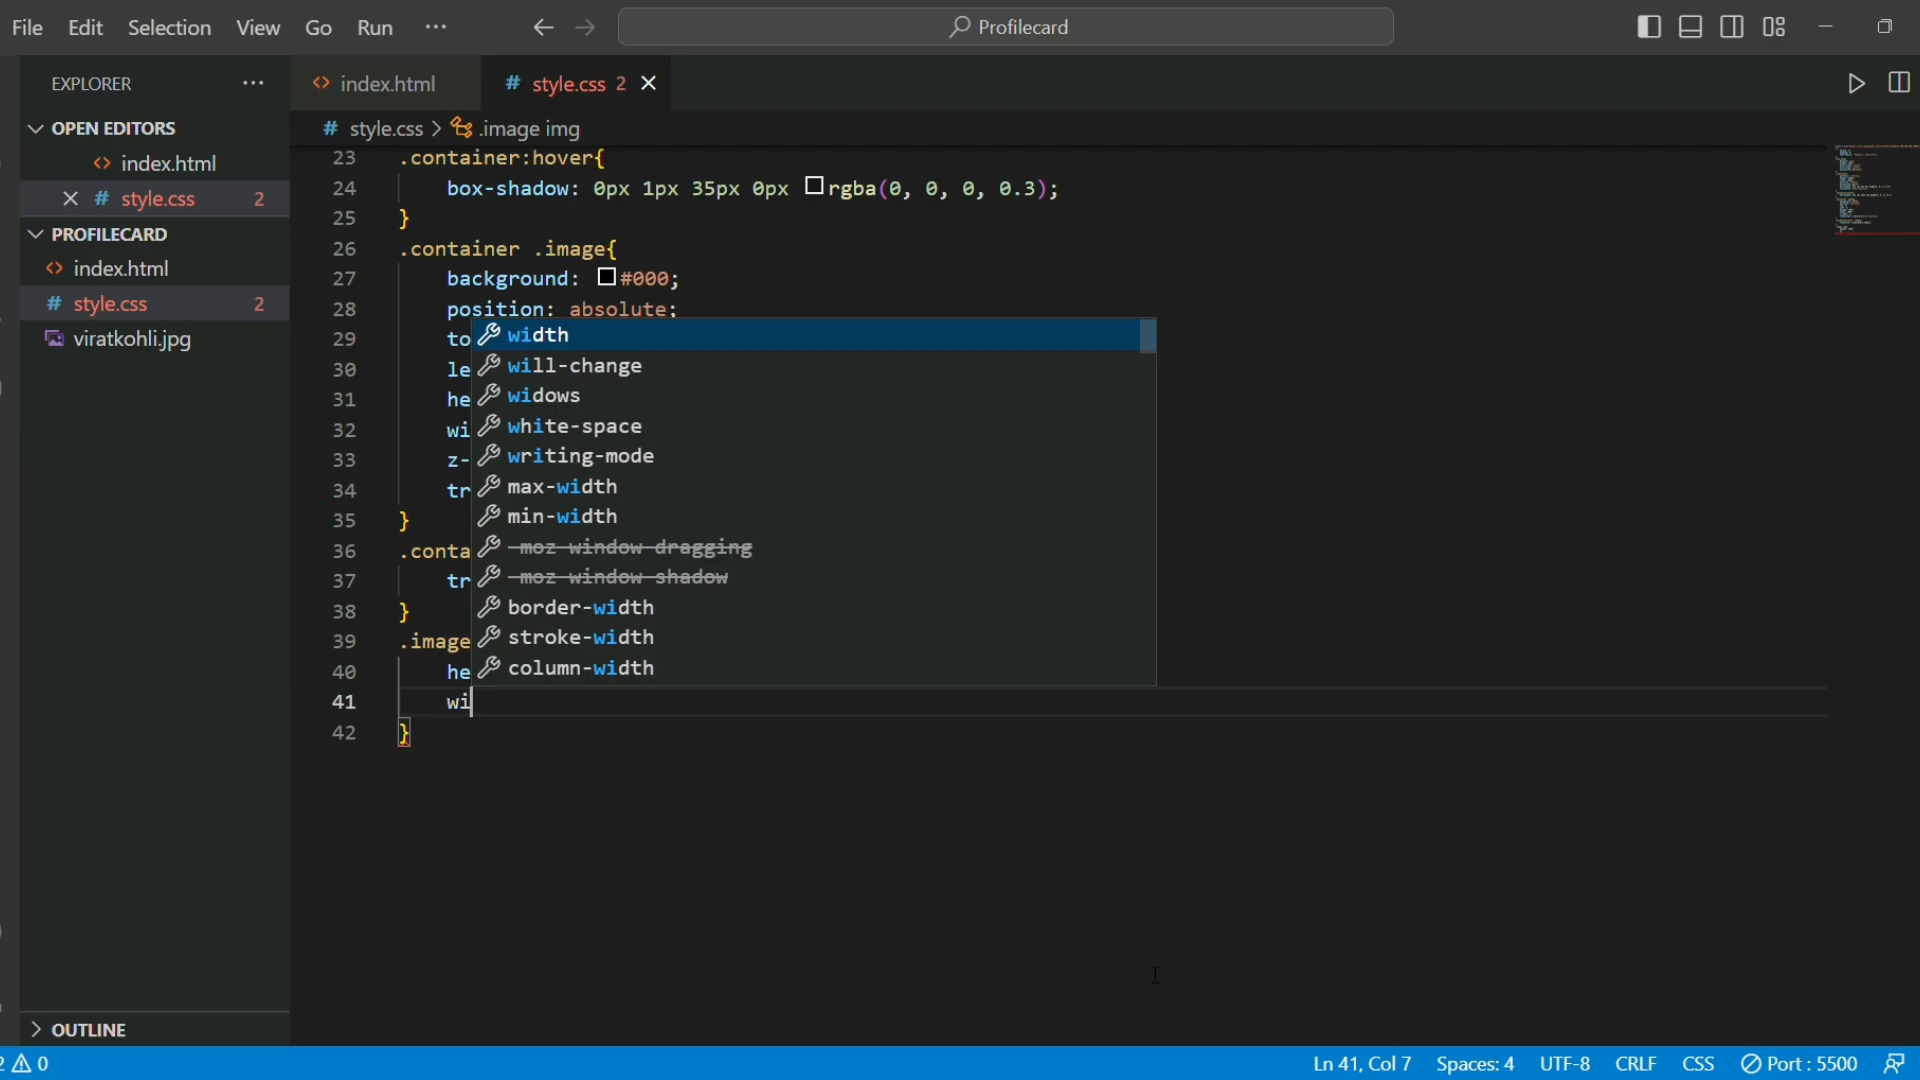 File Edit Selection View Go Run ··· Profilecard
EXPLORER ···
OPEN EDITORS
index.html
style.css 2
PROFILECARD
index.html
style.css 2
viratkohli.jpg
OUTLINE
index.html # style.css 2
# style.css > .image img
23 .container:hover{
24 box-shadow: 0px 1px 35px 0px rgba(0, 0, 0, 0.3);
25 }
26 .container .image{
27 background: #000;
28 position: absolute;
29 to
30 le
31 he
32 wi
33 z-
34 tr
35 }
36 .conta
37 tr
38 }
39 .image
40 he
41 wi
42 }
width
will-change
widows
white-space
writing-mode
max-width
min-width
-moz-window-dragging
-moz-window-shadow
border-width
stroke-width
column-width
2 0 Ln 41, Col 7 Spaces: 4 UTF-8 CRLF CSS Port : 5500